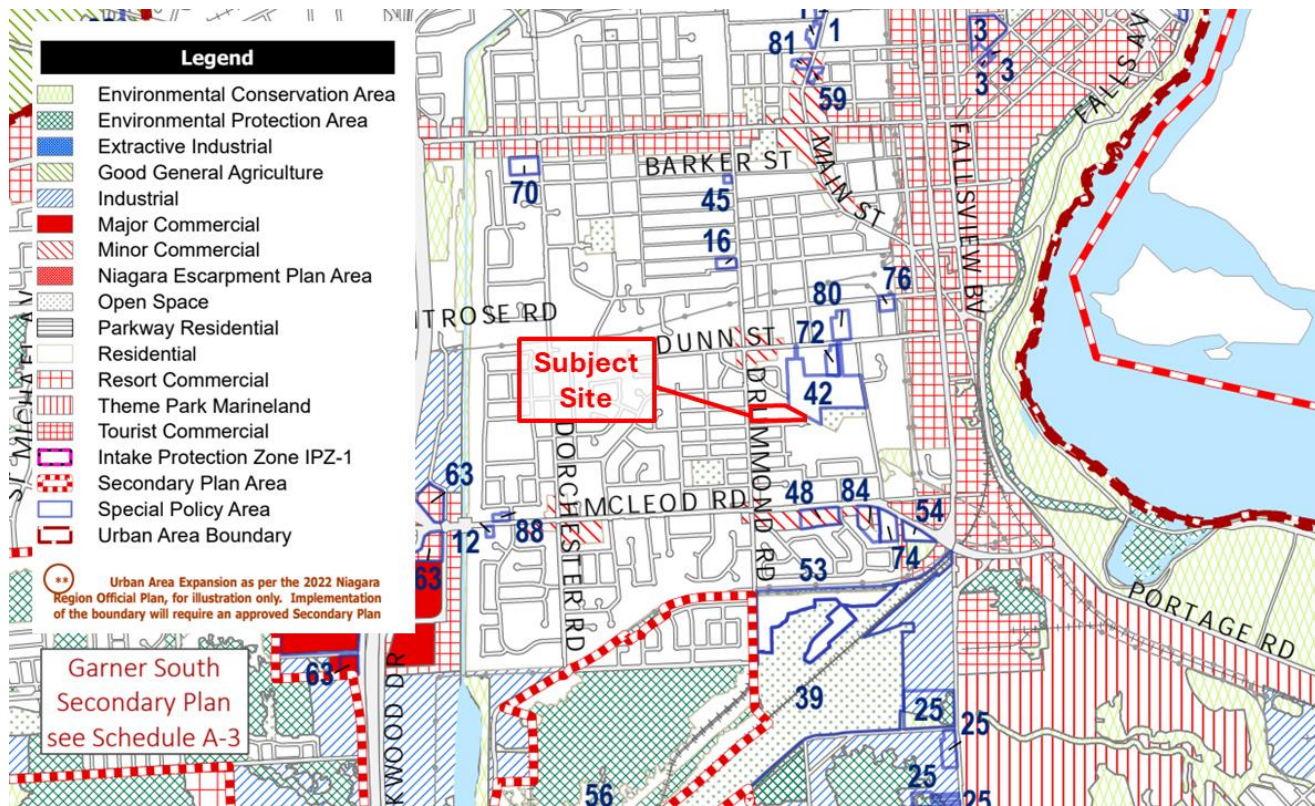 Legend
Environmental Conservation Area
Environmental Protection Area
Extractive Industrial
Good General Agriculture
Industrial
Major Commercial
Minor Commercial
Niagara Escarpment Plan Area
Open Space
Parkway Residential
Residential
Resort Commercial
Theme Park Marineland
Tourist Commercial
Intake Protection Zone IPZ-1
Secondary Plan Area
Special Policy Area
Urban Area Boundary
** Urban Area Expansion as per the 2022 Niagara
Region Official Plan, for illustration only. Implementation
of the boundary will require an approved Secondary Plan
Garner South
Secondary Plan
see Schedule A-3
Subject
Site
1
81
59
3
3
3
FALLS AV
FALLSVIEW BV
MAIN ST
BARKER ST
70
45
16
76
80
72
TROSE RD
DUNN ST
42
DRUMMOND RD
DORCHESTER RD
MCLEOD RD
63
12
88
48
84
54
74
53
63
63
PORTAGE RD
KWOOD DR
39
25
25
25
25
56